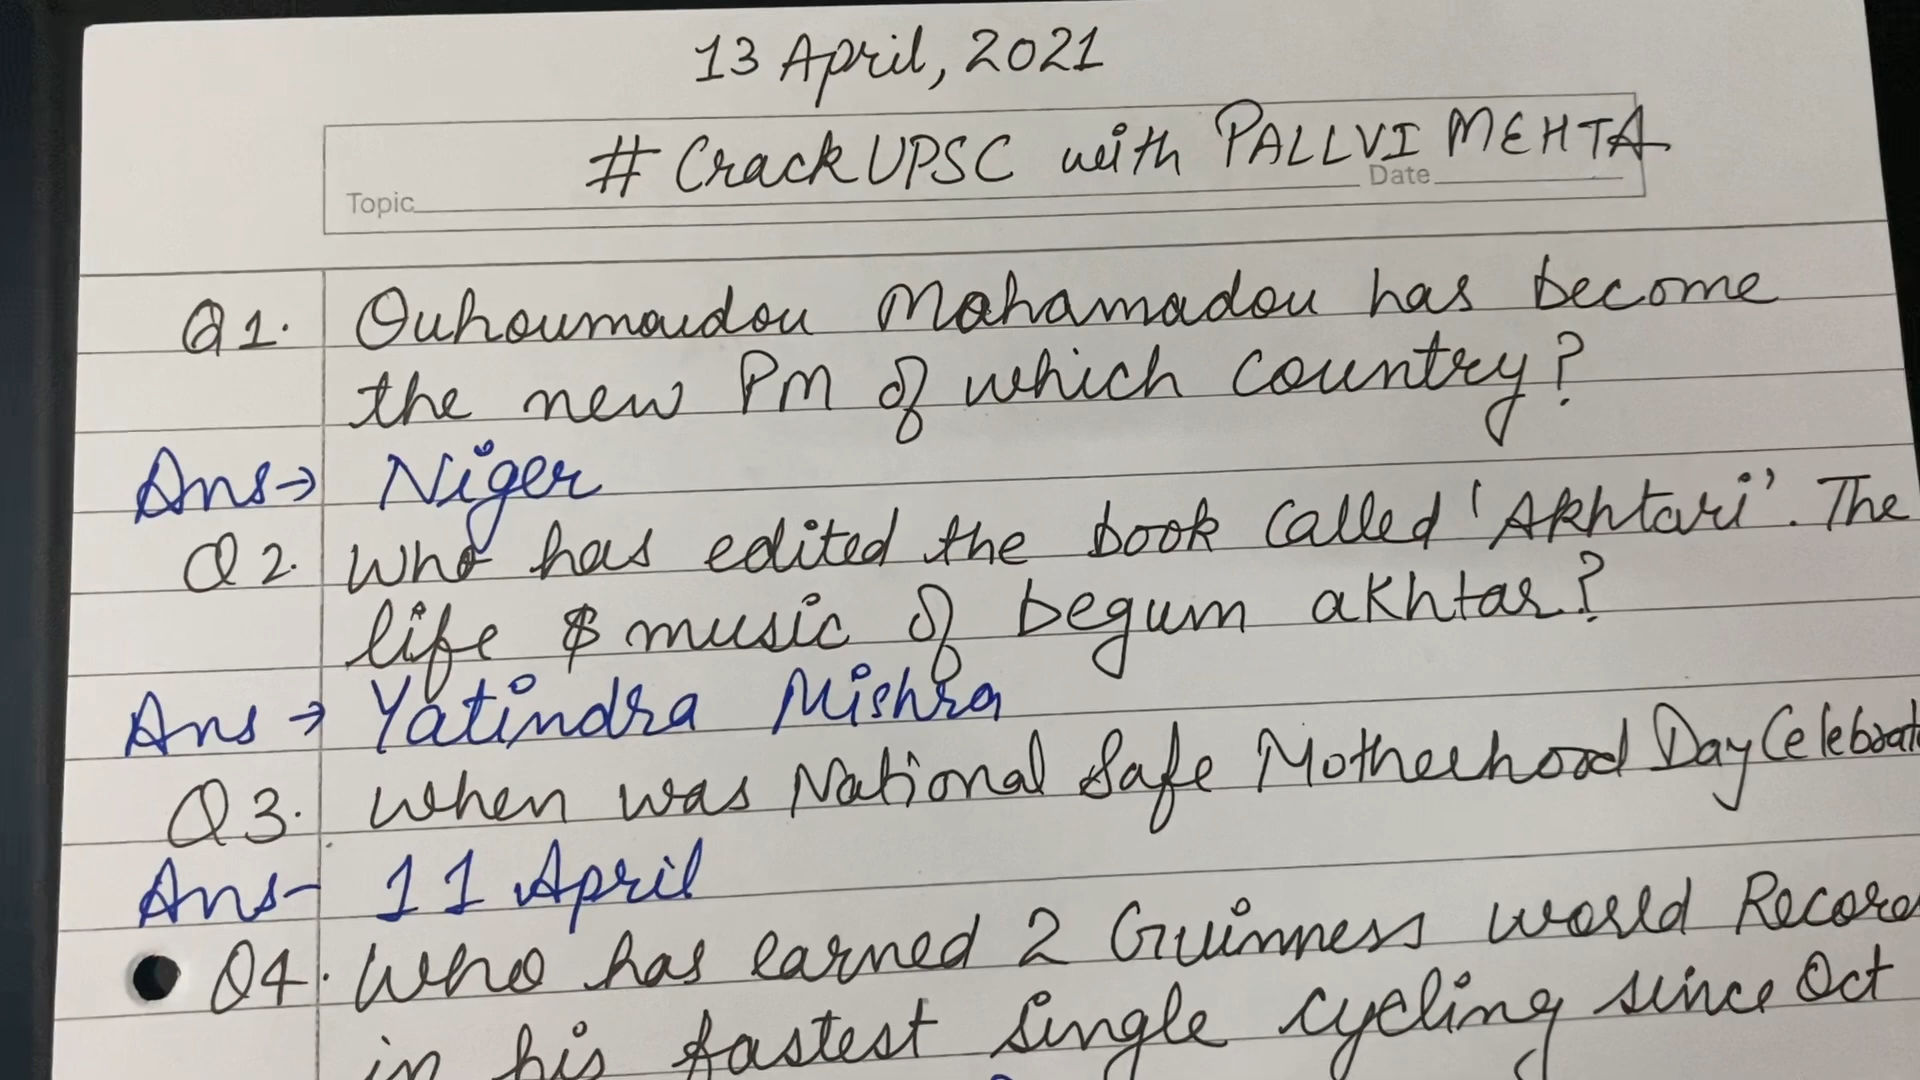 13 April, 2021
# Crack UPSC with PALLVI MEHTA
Topic Date
Q1. Ouhoumoudou Mahamadou has become
the new PM of which country?
Ans→ Niger
Q2. Who has edited the book called 'Akhtari'. The
life & music of begum akhtar?
Ans → Yatindra Mishra
Q3. When was National Safe Motherhood Day Celebrat
Ans- 11 April
Q4. Who has earned 2 Guinness World Recor
in his fastest single cycling since Oct